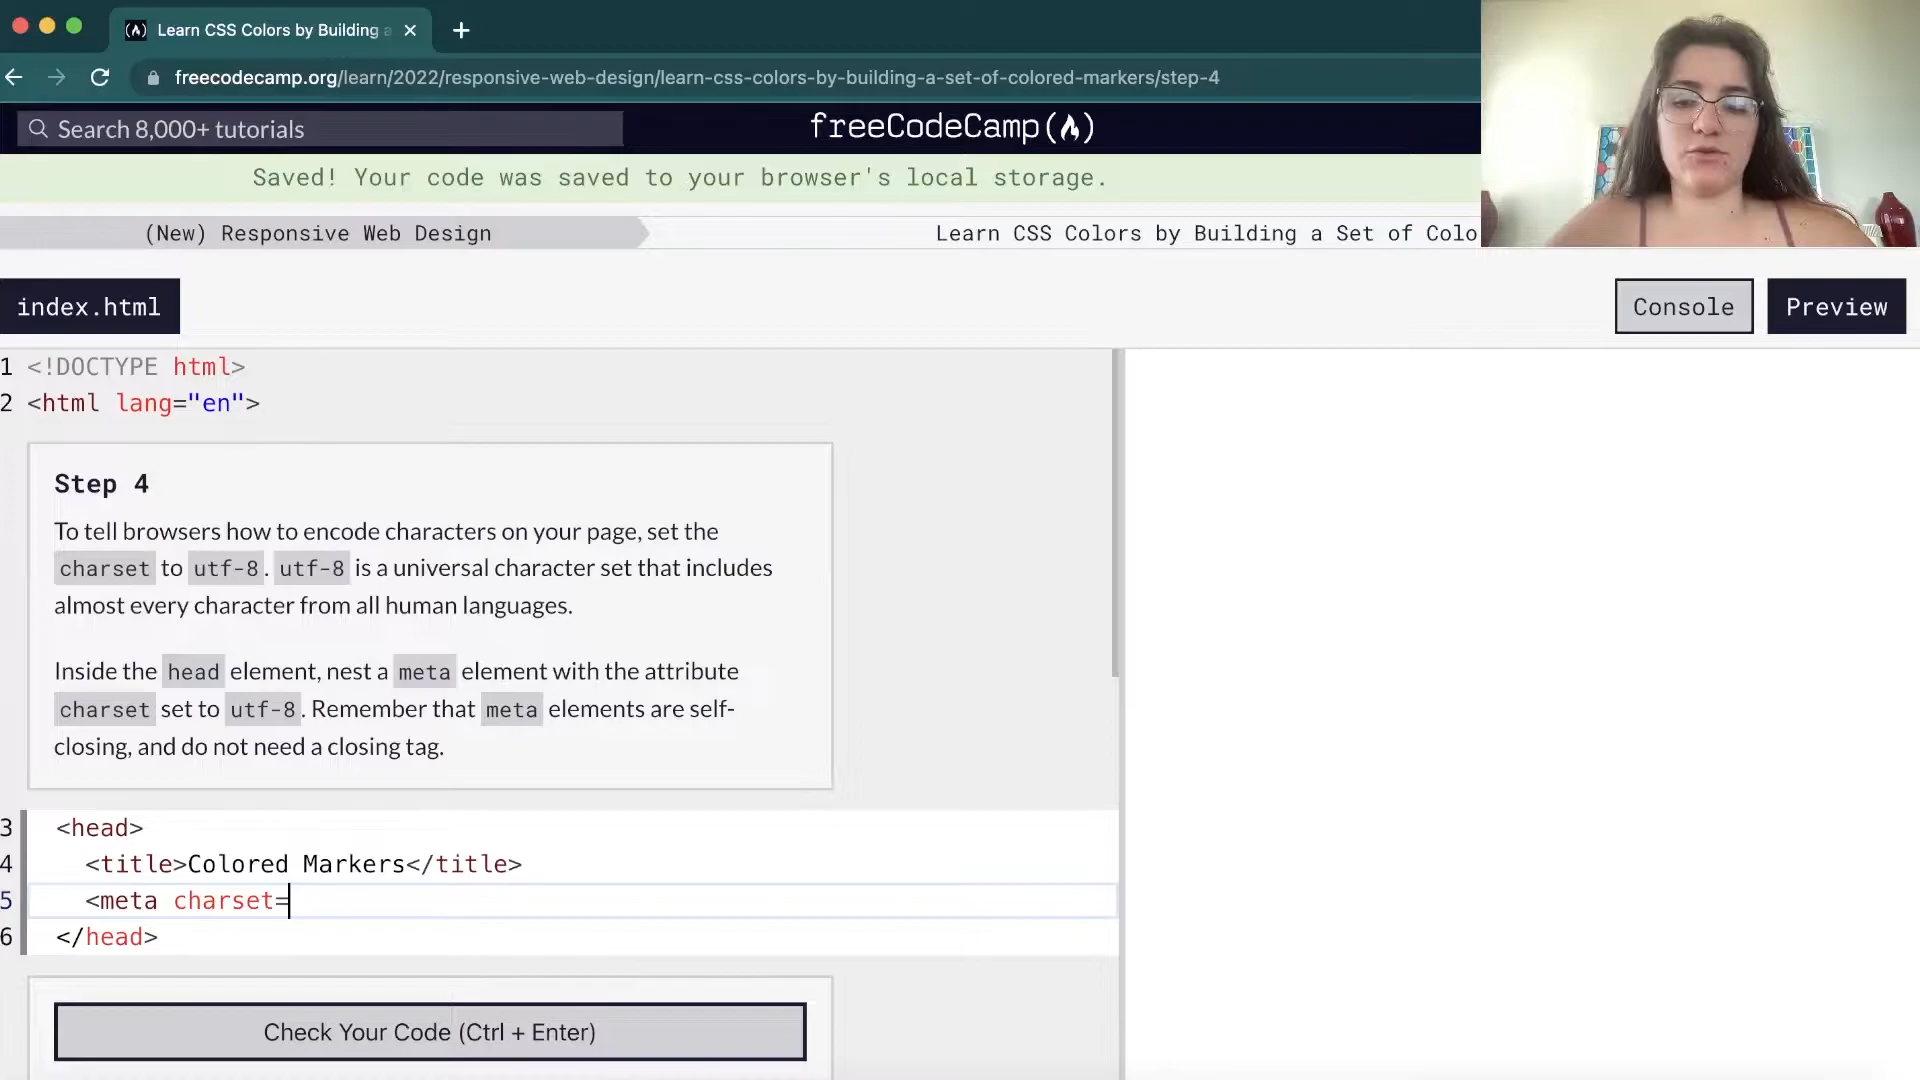 Learn CSS Colors by Building a
freecodecamp.org/learn/2022/responsive-web-design/learn-css-colors-by-building-a-set-of-colored-markers/step-4
Search 8,000+ tutorials
freeCodeCamp(🔥)
Saved! Your code was saved to your browser's local storage.
(New) Responsive Web Design
Learn CSS Colors by Building a Set of Colo
index.html
Console
Preview
1 <!DOCTYPE html>
2 <html lang="en">
Step 4
To tell browsers how to encode characters on your page, set the
charset to utf-8. utf-8 is a universal character set that includes
almost every character from all human languages.
Inside the head element, nest a meta element with the attribute
charset set to utf-8. Remember that meta elements are self-
closing, and do not need a closing tag.
3 <head>
4 <title>Colored Markers</title>
5 <meta charset=
6 </head>
Check Your Code (Ctrl + Enter)